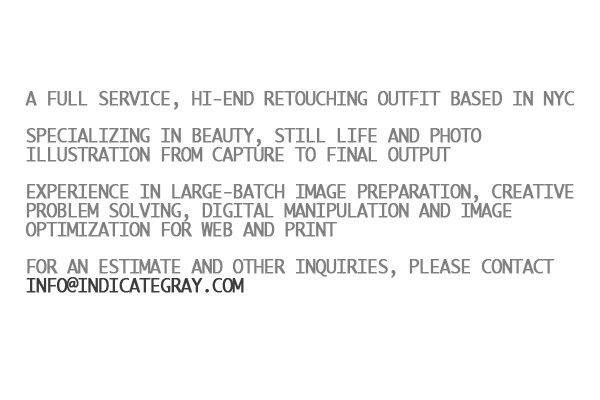 A FULL SERVICE, HI-END RETOUCHING OUTFIT BASED IN NYC
SPECIALIZING IN BEAUTY, STILL LIFE AND PHOTO
ILLUSTRATION FROM CAPTURE TO FINAL OUTPUT
EXPERIENCE IN LARGE-BATCH IMAGE PREPARATION, CREATIVE
PROBLEM SOLVING, DIGITAL MANIPULATION AND IMAGE
OPTIMIZATION FOR WEB AND PRINT
FOR AN ESTIMATE AND OTHER INQUIRIES, PLEASE CONTACT
INFO@INDICATEGRAY.COM